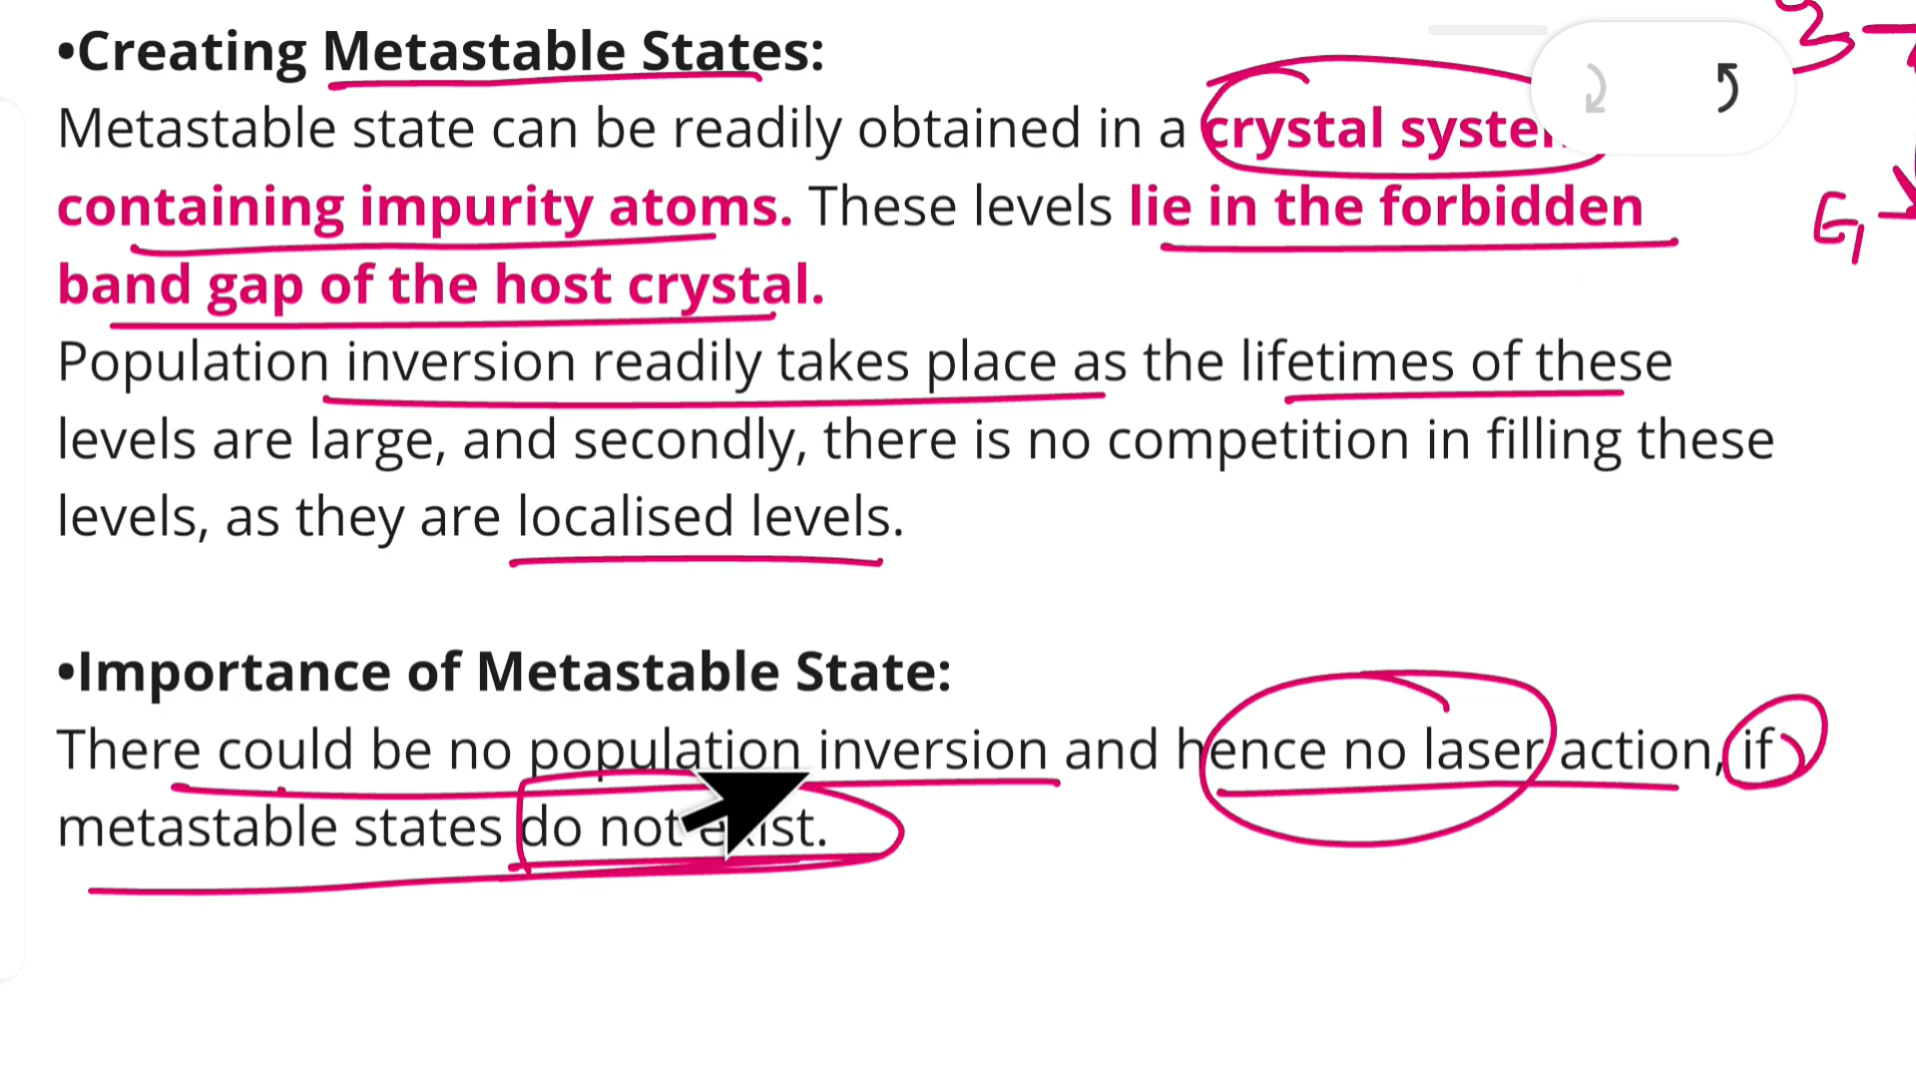 •Creating Metastable States:
Metastable state can be readily obtained in a crystal system
containing impurity atoms. These levels lie in the forbidden
band gap of the host crystal.
Population inversion readily takes place as the lifetimes of these
levels are large, and secondly, there is no competition in filling these
levels, as they are localised levels.
•Importance of Metastable State:
There could be no population inversion and hence no laser action, if
metastable states do not exist.